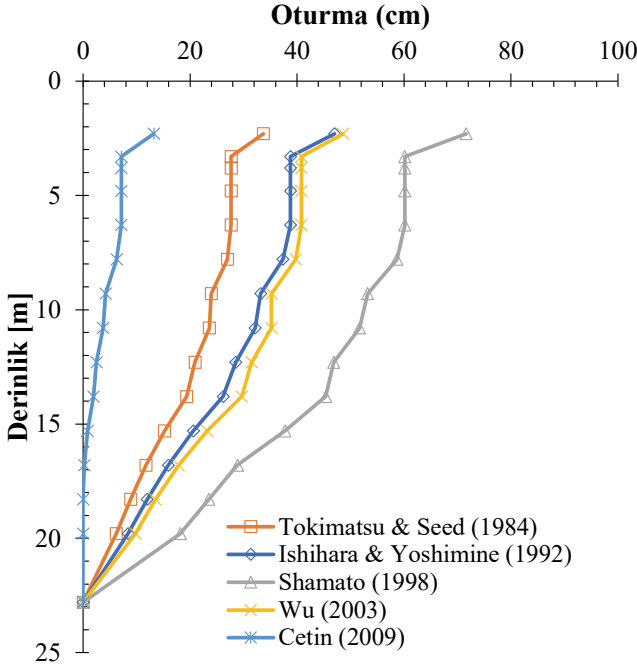 Oturma (cm)
0 20 40 60 80 100
0
5
10
15
20
25
Derinlik [m]
Tokimatsu & Seed (1984)
Ishihara & Yoshimine (1992)
Shamato (1998)
Wu (2003)
Cetin (2009)